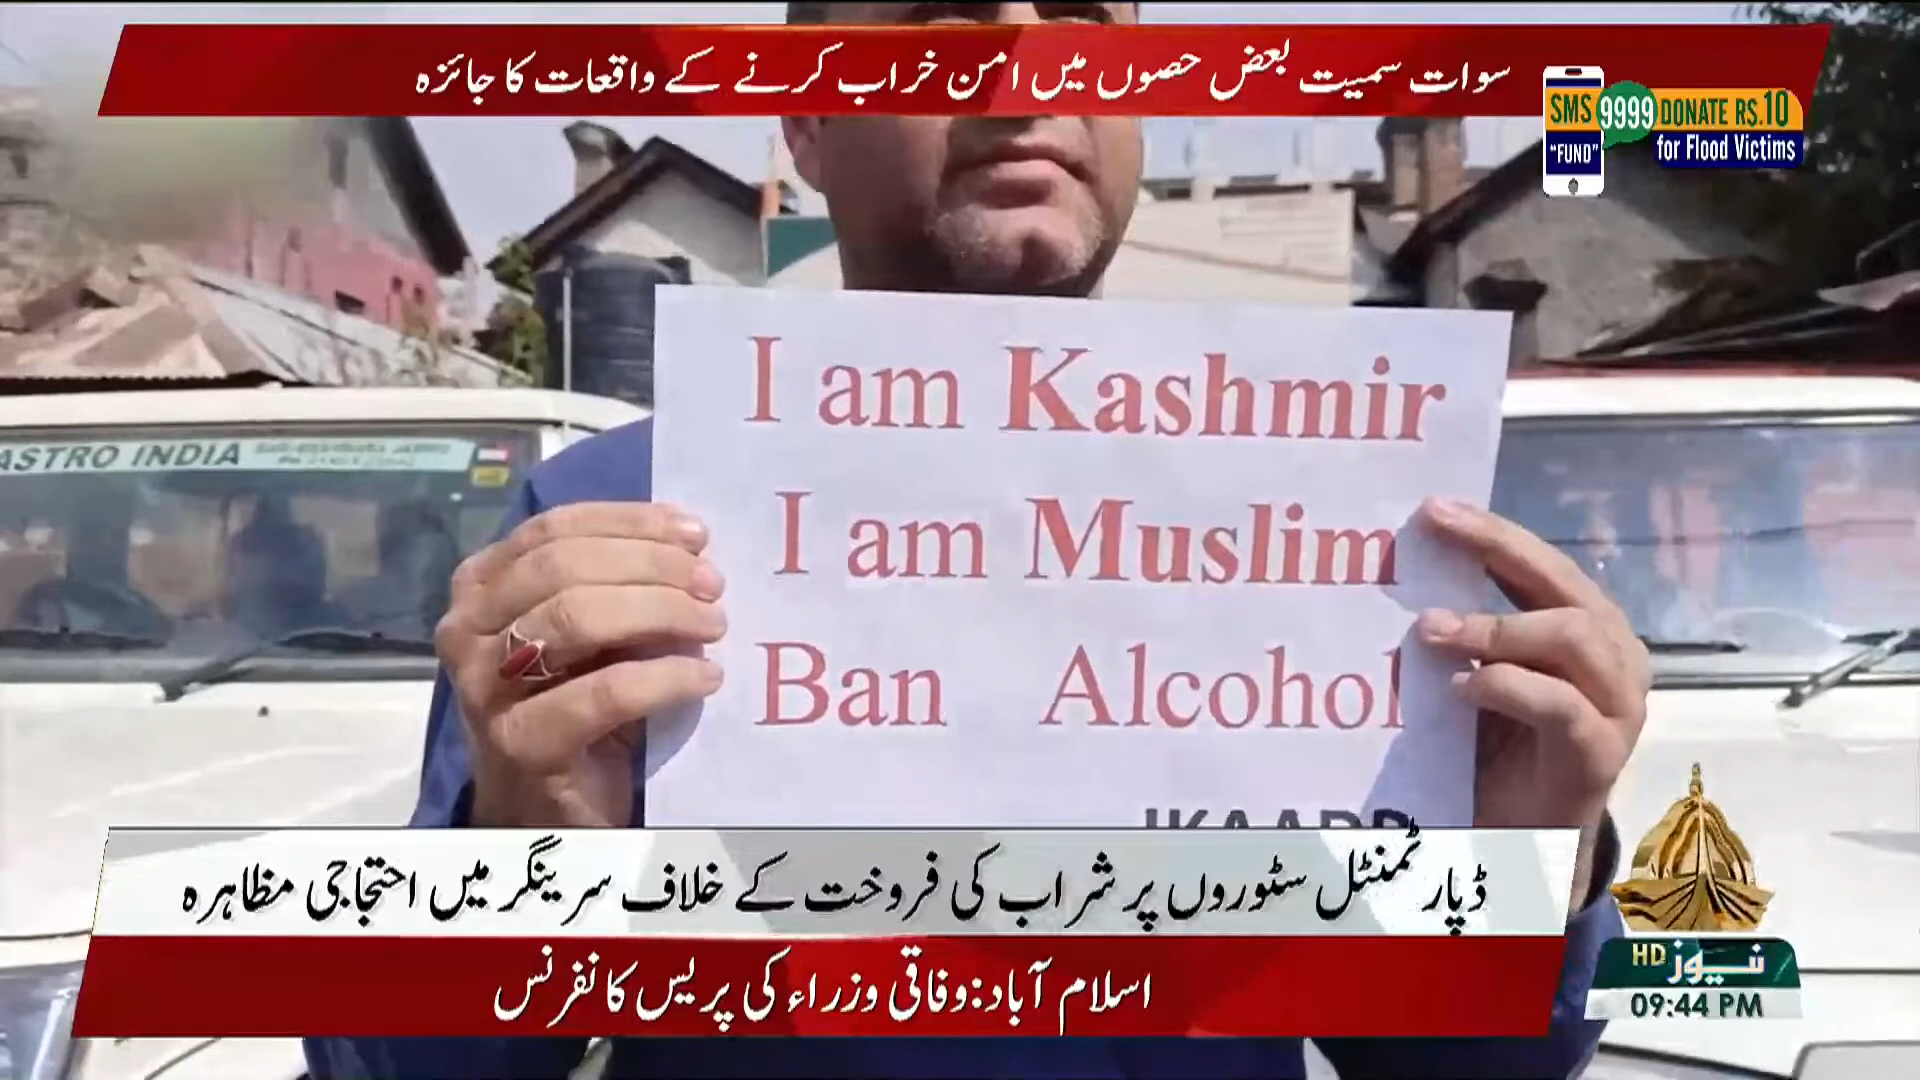 سوات سمیت بعض حصوں میں امن خراب کرنے کے واقعات کا جائزہ
SMS 9999 DONATE RS.10
"FUND" for Flood Victims
ASTRO INDIA
I am Kashmir
I am Muslim
Ban Alcohol
ڈپارٹمنٹل سٹوروں پر شراب کی فروخت کے خلاف سرینگر میں احتجاجی مظاہرہ
اسلام آباد:وفاقی وزراء کی پریس کانفرنس
نیوز HD
09:44 PM